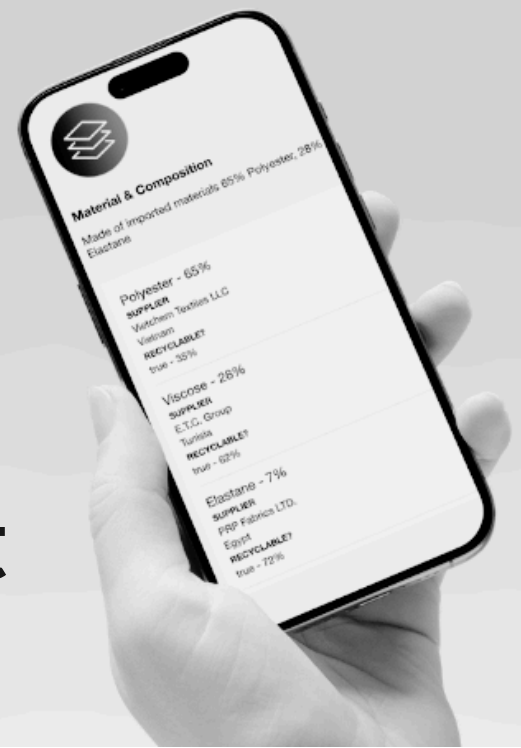 Material & Composition
Made of imported materials 65% Polyester, 28%
Elastane
Polyester - 65%
SUPPLIER
Vietchem Textiles LLC
Vietnam
RECYCLABLE?
true - 35%
Viscose - 28%
SUPPLIER
E.T.C. Group
Tunisia
RECYCLABLE?
true - 62%
Elastane - 7%
SUPPLIER
PRP Fabrics LTD.
Egypt
RECYCLABLE?
true - 72%